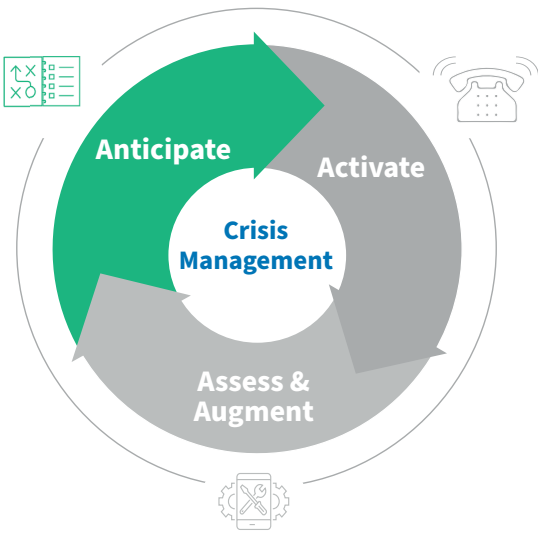 Anticipate
Activate
Crisis
Management
Assess &
Augment